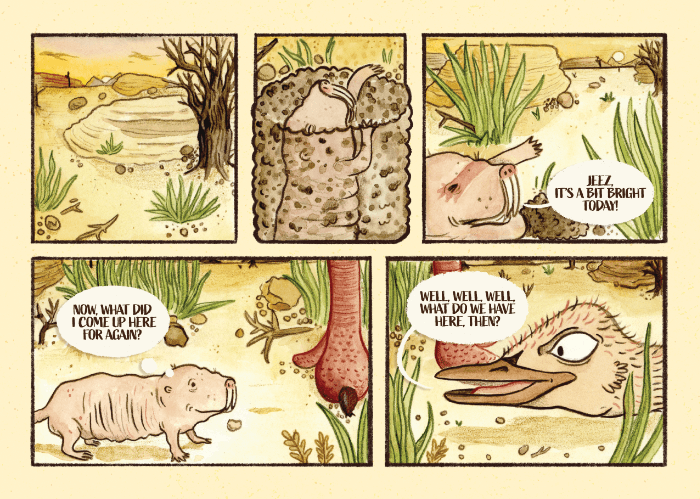 JEEZ,
IT'S A BIT BRIGHT
TODAY!
NOW, WHAT DID
I COME UP HERE
FOR AGAIN?
WELL, WELL, WELL,
WHAT DO WE HAVE
HERE, THEN?